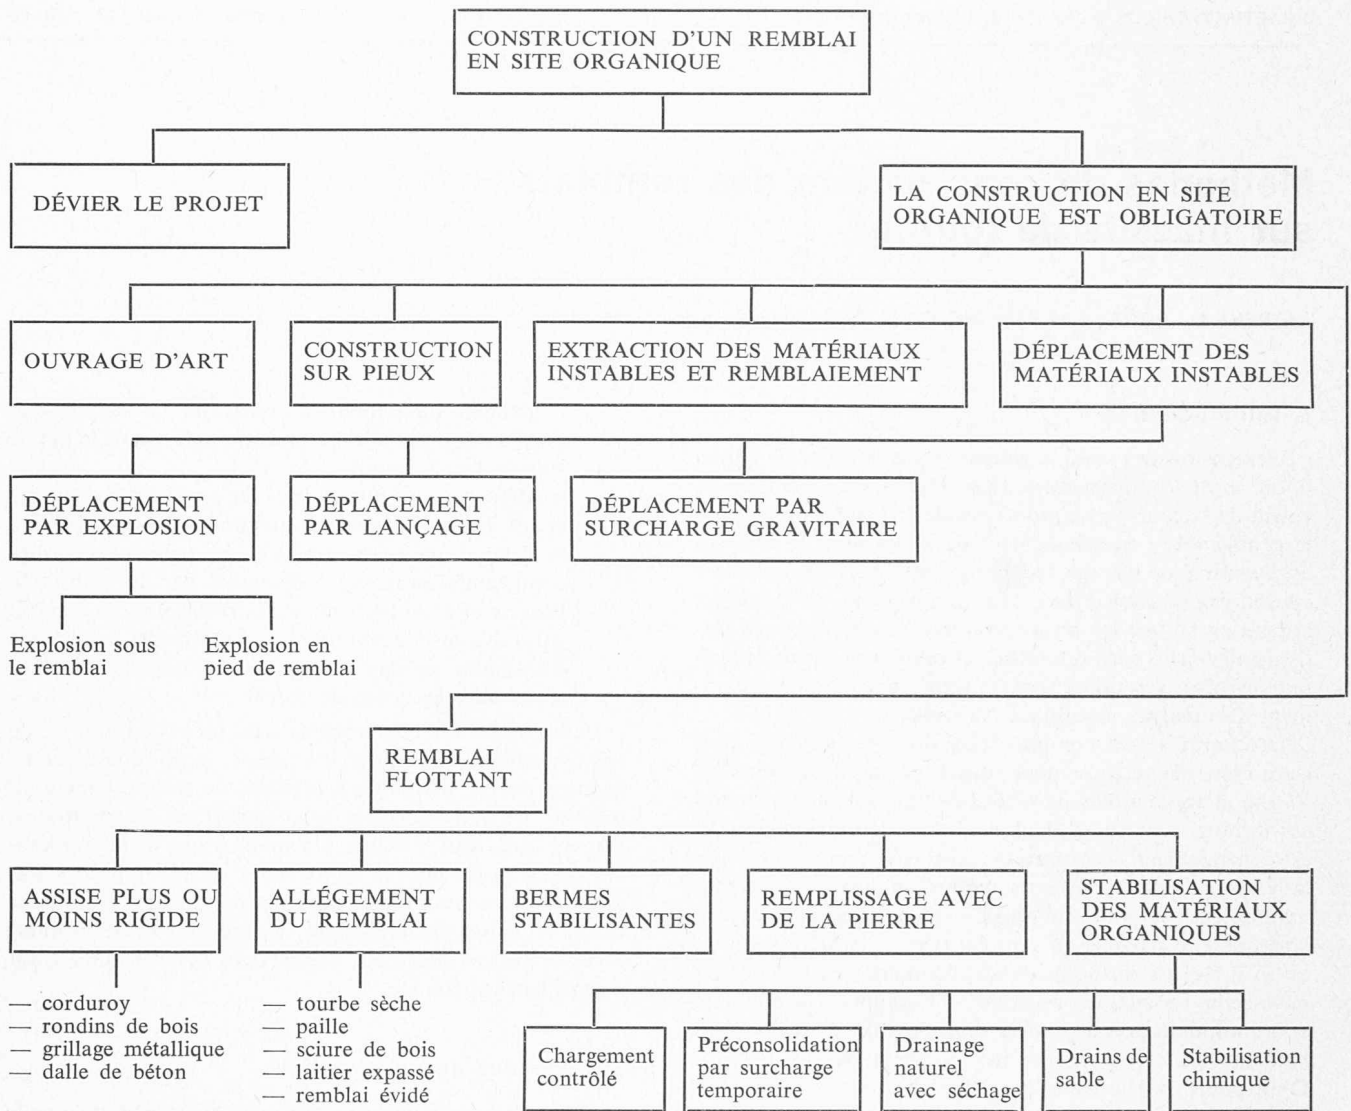 CONSTRUCTION D'UN REMBLAI
EN SITE ORGANIQUE
DÉVIER LE PROJET
LA CONSTRUCTION EN SITE
ORGANIQUE EST OBLIGATOIRE
OUVRAGE D'ART
CONSTRUCTION
SUR PIEUX
EXTRACTION DES MATÉRIAUX
INSTABLES ET REMBLAIEMENT
DÉPLACEMENT DES
MATÉRIAUX INSTABLES
DÉPLACEMENT
PAR EXPLOSION
DÉPLACEMENT
PAR LANÇAGE
DÉPLACEMENT PAR
SURCHARGE GRAVITAIRE
Explosion sous
le remblai
Explosion en
pied de remblai
REMBLAI
FLOTTANT
ASSISE PLUS OU
MOINS RIGIDE
ALLÉGEMENT
DU REMBLAI
BERMES
STABILISANTES
REMPLISSAGE AVEC
DE LA PIERRE
STABILISATION
DES MATÉRIAUX
ORGANIQUES
— corduroy
— rondins de bois
— grillage métallique
— dalle de béton
— tourbe sèche
— paille
— sciure de bois
— laitier expassé
— remblai évidé
Chargement
contrôlé
Préconsolidation
par surcharge
temporaire
Drainage
naturel
avec séchage
Drains de
sable
Stabilisation
chimique